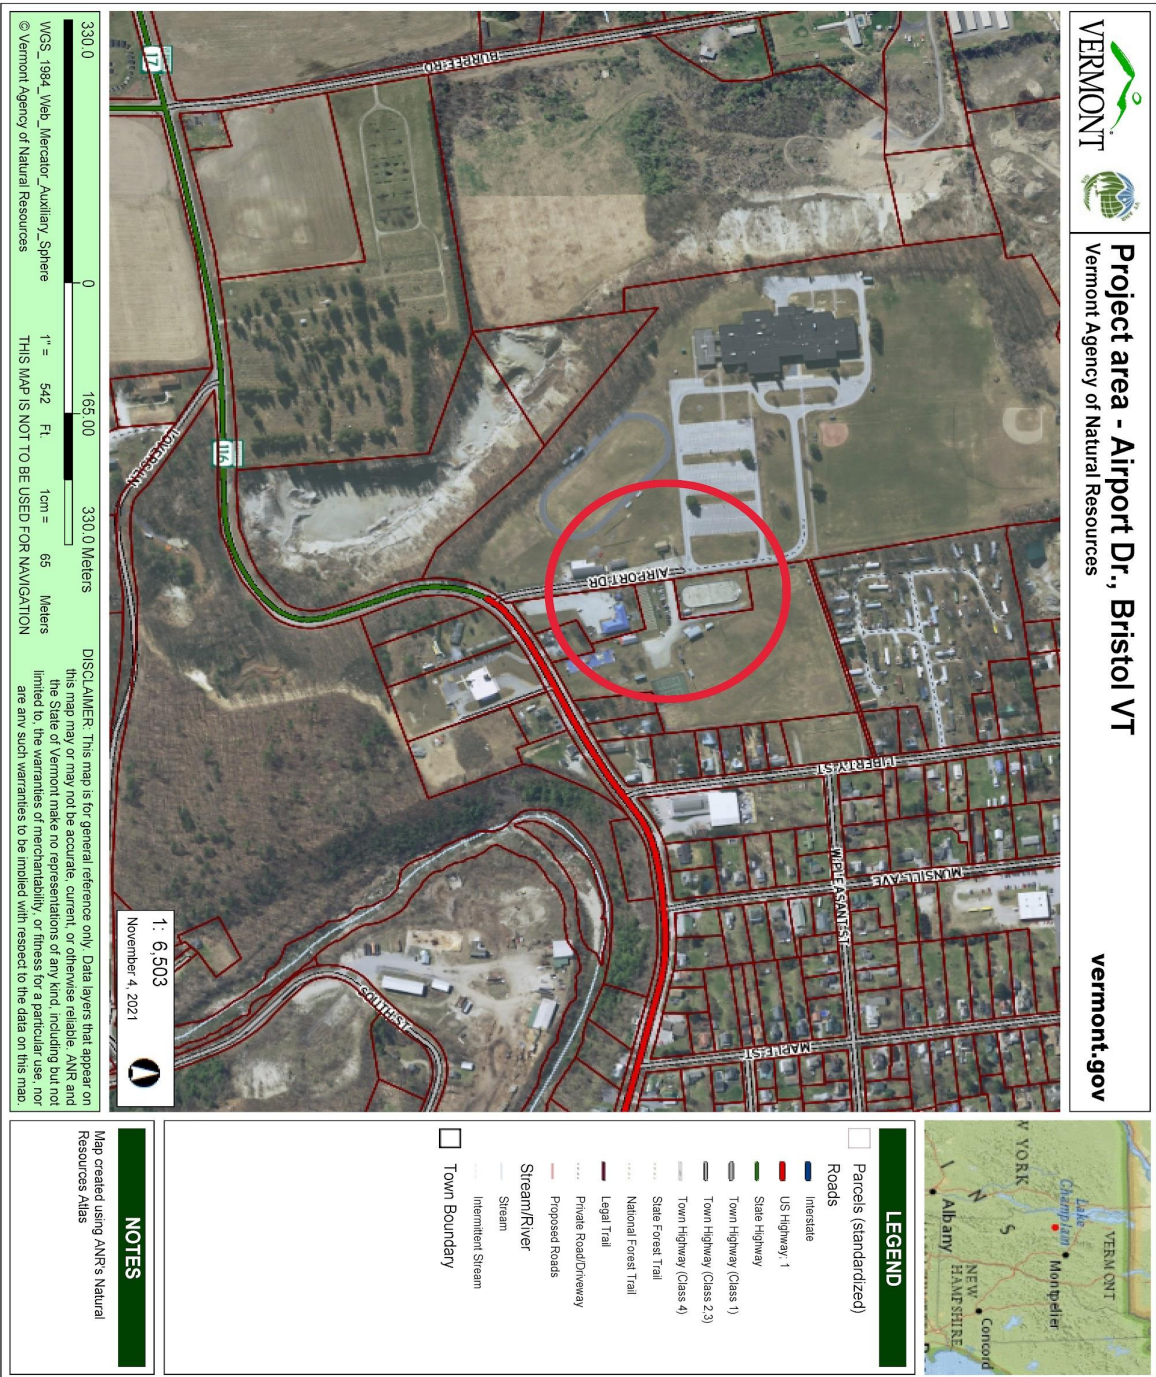 VERMONT
Project area - Airport Dr., Bristol VT
Vermont Agency of Natural Resources
vermont.gov
17
BURPEE RD
116
LOVERS LN
AIRPORT DR
LIBERTY ST
W PLEASANT ST
MUNSILL AVE
MAPLE ST
SOUTH ST
1: 6,503
November 4, 2021
Lake
Champlain
VERMONT
Montpelier
NEW
HAMPSHIRE
Concord
Albany
W YORK
LEGEND
Parcels (standardized)
Roads
Interstate
US Highway; 1
State Highway
Town Highway (Class 1)
Town Highway (Class 2,3)
Town Highway (Class 4)
State Forest Trail
National Forest Trail
Legal Trail
Private Road/Driveway
Proposed Roads
Stream/River
Stream
Intermittent Stream
Town Boundary
NOTES
Map created using ANR's Natural
Resources Atlas
330.0 0 165.00 330.0 Meters
WGS_1984_Web_Mercator_Auxiliary_Sphere
© Vermont Agency of Natural Resources
1" = 542 Ft. 1cm = 65 Meters
THIS MAP IS NOT TO BE USED FOR NAVIGATION
DISCLAIMER: This map is for general reference only. Data layers that appear on
this map may or may not be accurate, current, or otherwise reliable. ANR and
the State of Vermont make no representations of any kind, including but not
limited to, the warranties of merchantability, or fitness for a particular use, nor
are any such warranties to be implied with respect to the data on this map.